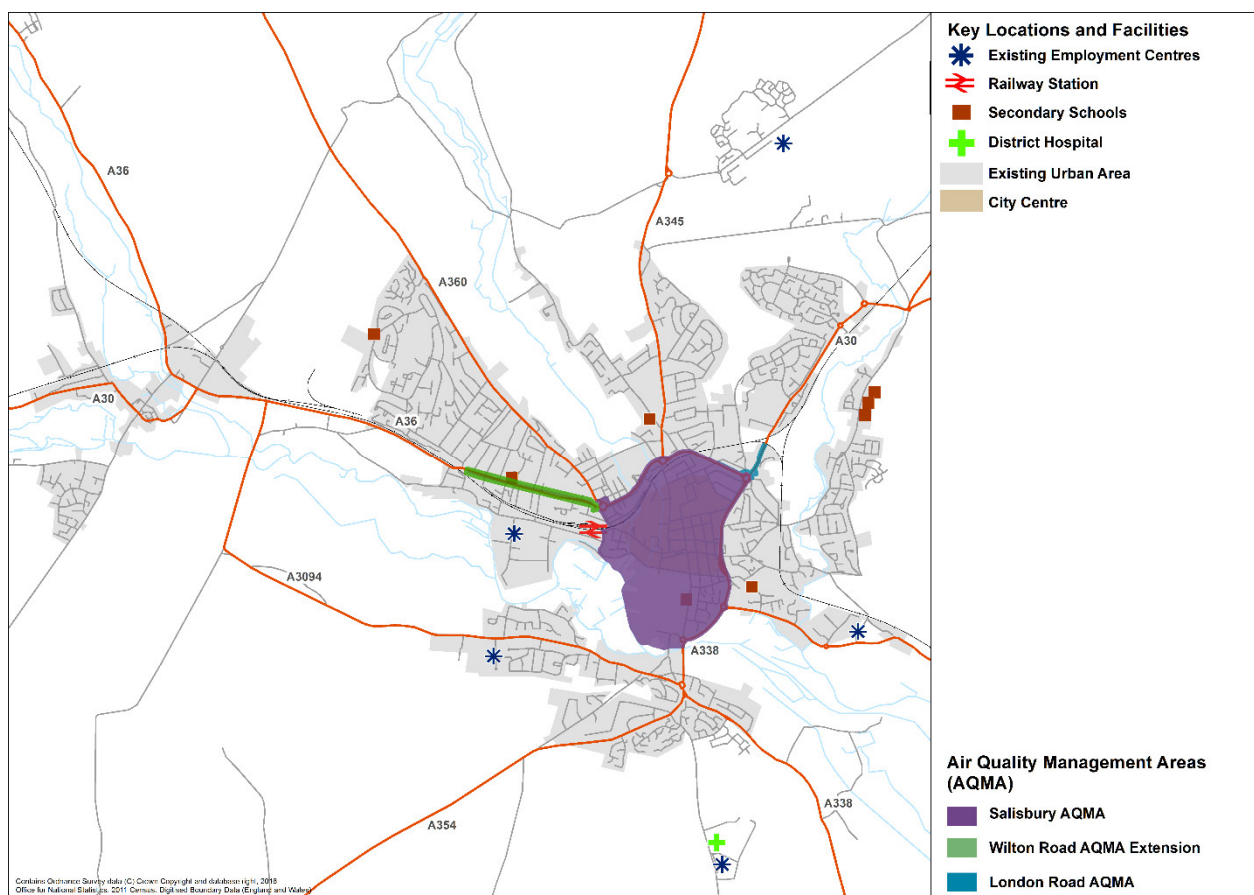 Key Locations and Facilities
Existing Employment Centres
Railway Station
Secondary Schools
District Hospital
Existing Urban Area
City Centre
A36
A345
A360
A30
A30
A36
A3094
A338
A338
A354
Air Quality Management Areas
(AQMA)
Salisbury AQMA
Wilton Road AQMA Extension
London Road AQMA
Contains Ordnance Survey data (C) Crown Copyright and database right, 2018
Office for National Statistics, 2011 Census, Digitised Boundary Data (England and Wales)